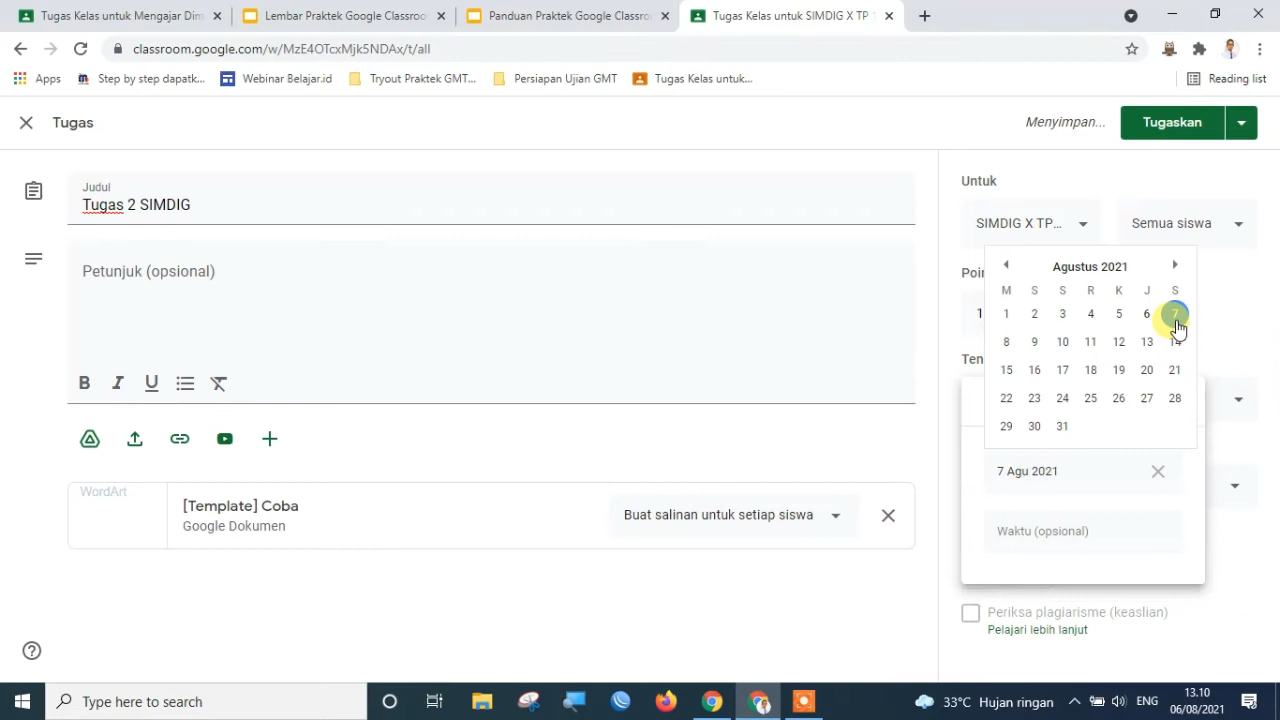 Tugas Kelas untuk Mengajar Dim
Lembar Praktek Google Classroo
Panduan Praktek Google Classro
Tugas Kelas untuk SIMDIG X TP 1
classroom.google.com/w/MzE4OTcxMjk5NDAx/t/all
Apps
Step by step dapatk...
Webinar Belajar.id
Tryout Praktek GMT...
Persiapan Ujian GMT
Tugas Kelas untuk...
Reading list
Tugas
Menyimpan...
Tugaskan
Judul
Tugas 2 SIMDIG
Petunjuk (opsional)
B I U
WordArt
[Template] Coba
Google Dokumen
Buat salinan untuk setiap siswa
Untuk
SIMDIG X TP...
Semua siswa
Poin
1
Ten
Agustus 2021
M S S R K J S
1 2 3 4 5 6 7
8 9 10 11 12 13 14
15 16 17 18 19 20 21
22 23 24 25 26 27 28
29 30 31
7 Agu 2021
Waktu (opsional)
Periksa plagiarisme (keaslian)
Pelajari lebih lanjut
Type here to search
33°C Hujan ringan
ENG
13.10
06/08/2021